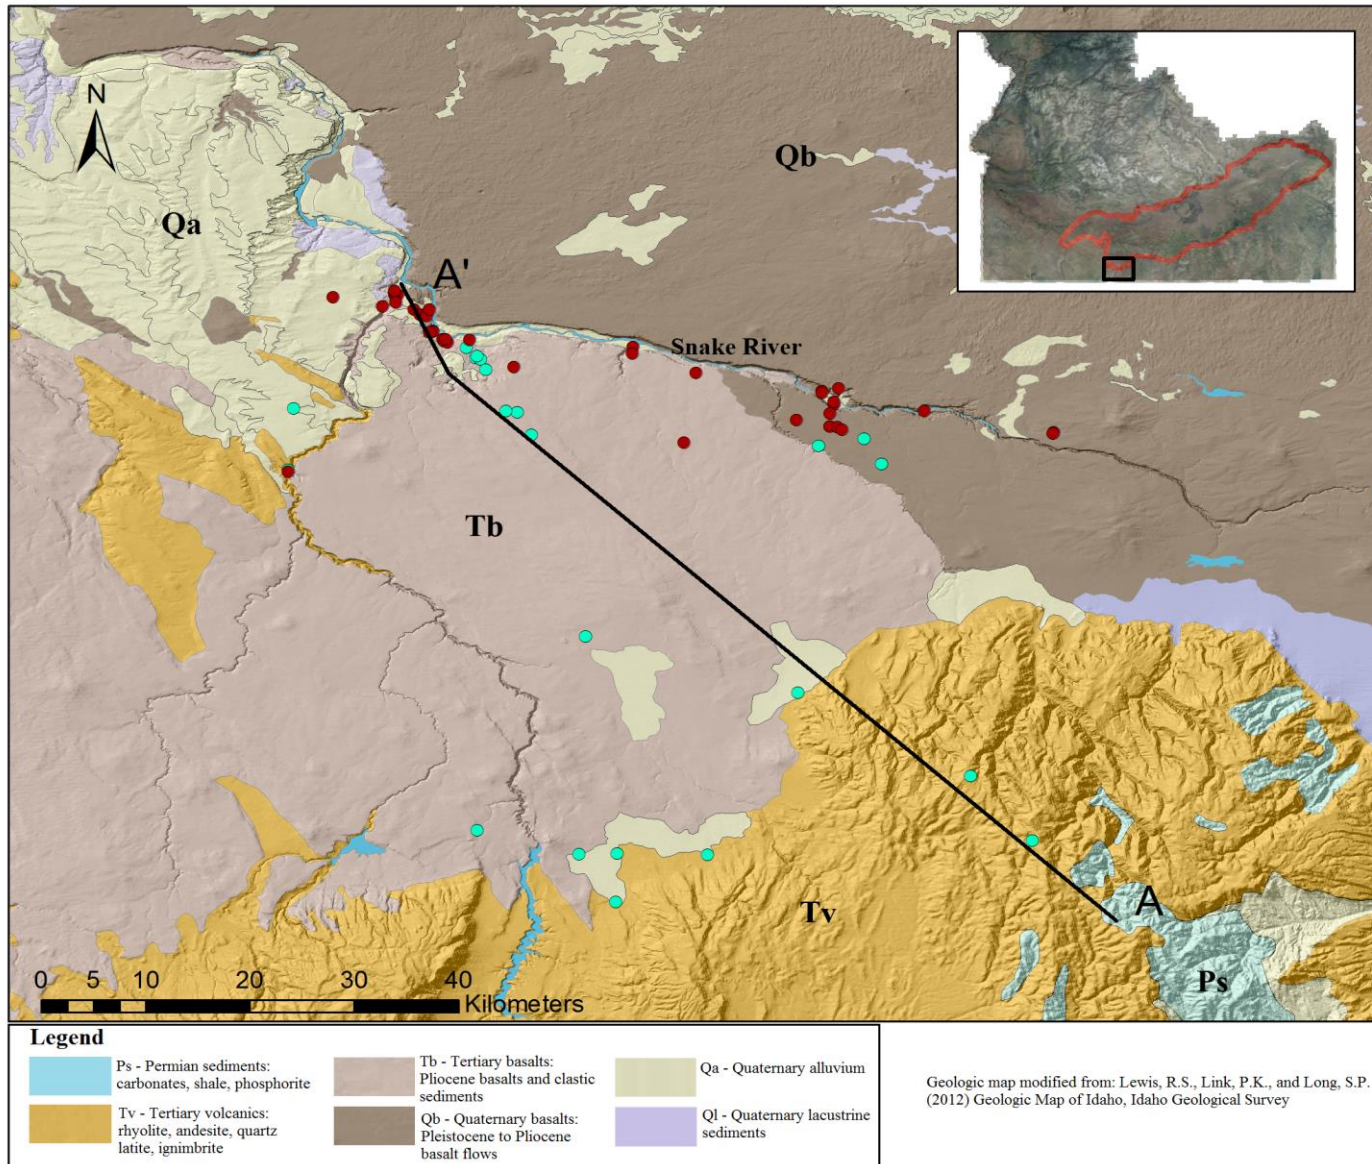 N
Qb
Qa
A'
Snake River
Tb
A
Tv
Ps
0 5 10 20 30 40
Kilometers
Legend
Ps - Permian sediments:
carbonates, shale, phosphorite
Tv - Tertiary volcanics:
rhyolite, andesite, quartz
latite, ignimbrite
Tb - Tertiary basalts:
Pliocene basalts and clastic
sediments
Qb - Quaternary basalts:
Pleistocene to Pliocene
basalt flows
Qa - Quaternary alluvium
Ql - Quaternary lacustrine
sediments
Geologic map modified from: Lewis, R.S., Link, P.K., and Long, S.P.
(2012) Geologic Map of Idaho, Idaho Geological Survey